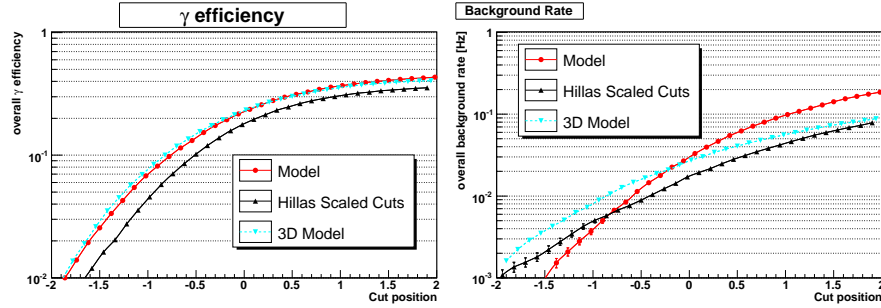 γ efficiency
overall γ efficiency
1
10-1
10-2
-2 -1.5 -1 -0.5 0 0.5 1 1.5 2
Cut position
Model
Hillas Scaled Cuts
3D Model
Background Rate
overall background rate [Hz]
1
10-1
10-2
10-3
-2 -1.5 -1 -0.5 0 0.5 1 1.5 2
Cut position
Model
Hillas Scaled Cuts
3D Model